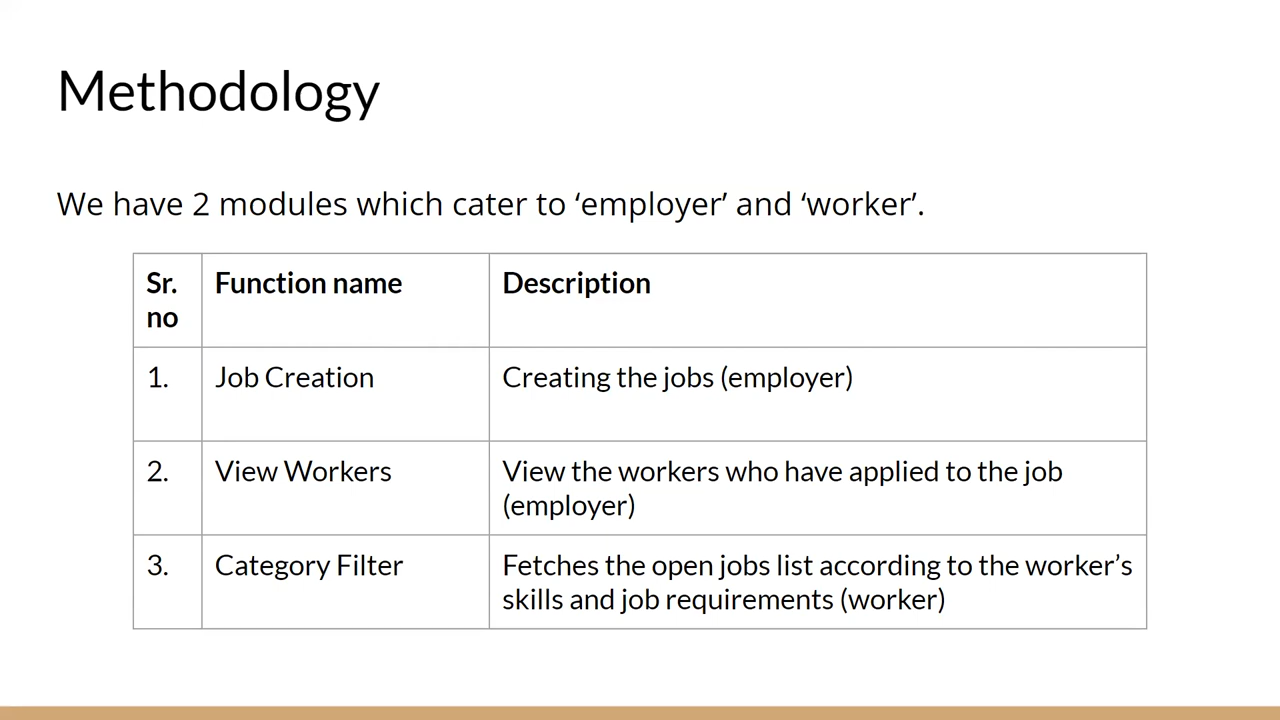 Methodology
We have 2 modules which cater to ‘employer’ and ‘worker’.
Sr. no
Function name
Description
1.
Job Creation
Creating the jobs (employer)
2.
View Workers
View the workers who have applied to the job
(employer)
3.
Category Filter
Fetches the open jobs list according to the worker’s
skills and job requirements (worker)